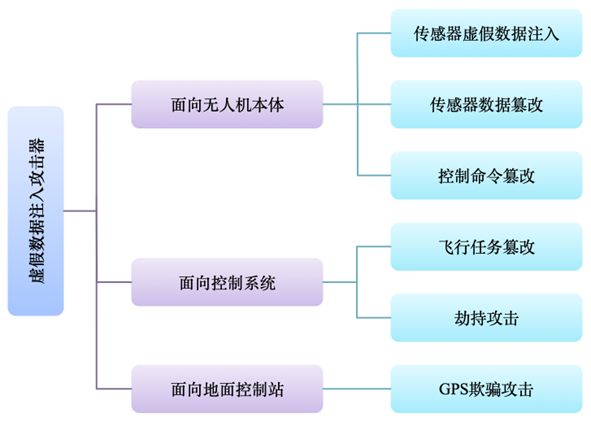 虚假数据注入攻击器
面向无人机本体
传感器虚假数据注入
传感器数据篡改
控制命令篡改
面向控制系统
飞行任务篡改
劫持攻击
面向地面控制站
GPS欺骗攻击